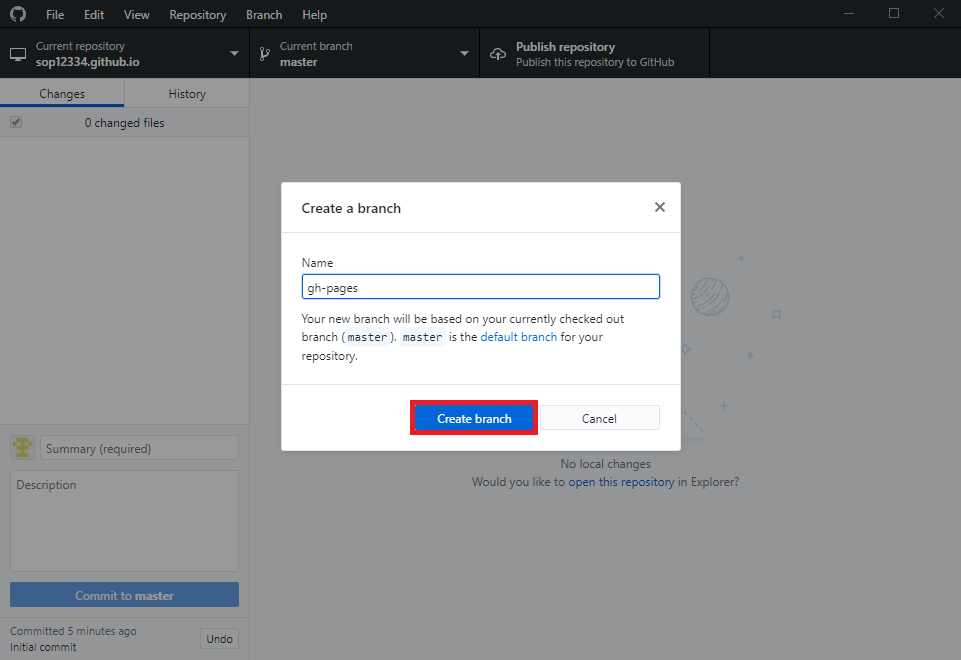 File Edit View Repository Branch Help
Current repository
sop12334.github.io
Current branch
master
Publish repository
Publish this repository to GitHub
Changes History
0 changed files
Create a branch
Name
gh-pages
Your new branch will be based on your currently checked out
branch (master). master is the default branch for your
repository.
Create branch Cancel
No local changes
Would you like to open this repository in Explorer?
Summary (required)
Description
Commit to master
Committed 5 minutes ago
Initial commit
Undo